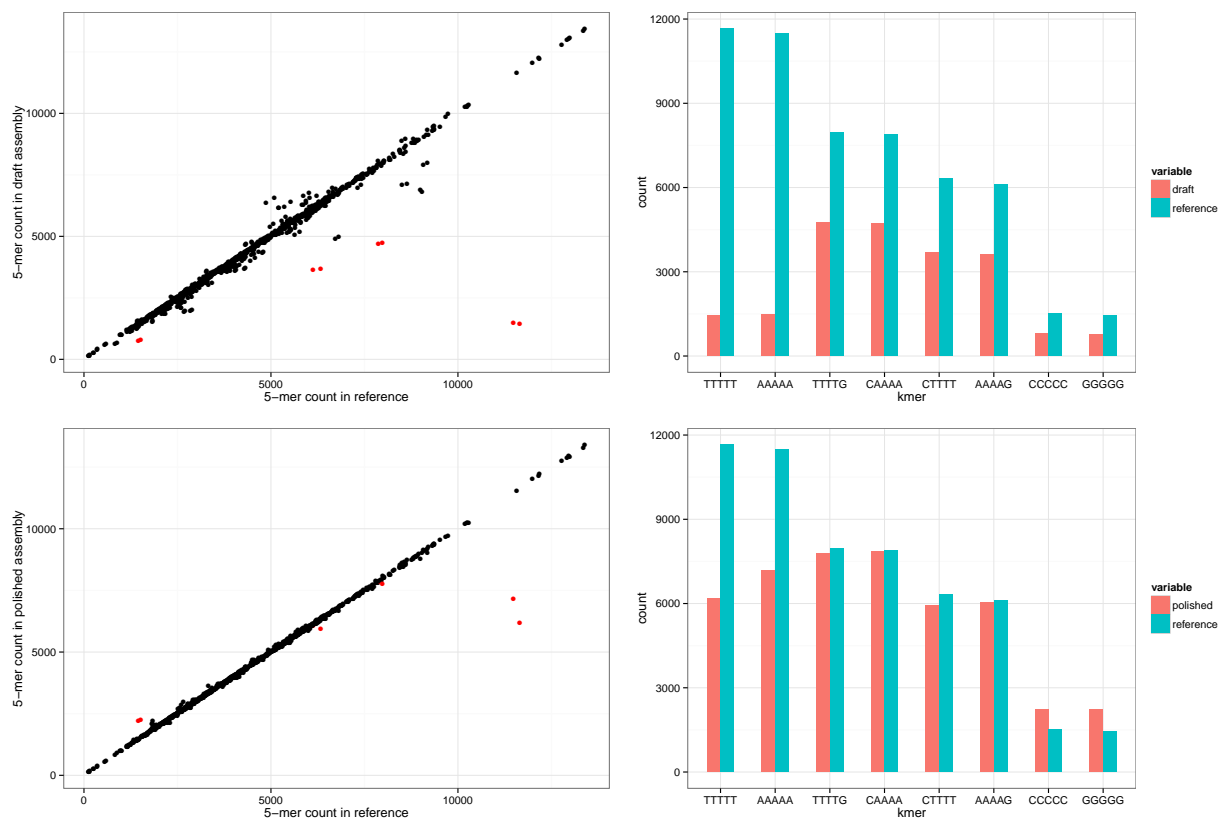 5−mer count in draft assembly
10000
5000
0
0 5000 10000
5−mer count in reference
count
12000
9000
6000
3000
0
TTTTT AAAAA TTTTG CAAAA CTTTT AAAAG CCCCC GGGGG
kmer
variable
draft
reference
5−mer count in polished assembly
10000
5000
0
0 5000 10000
5−mer count in reference
count
12000
9000
6000
3000
0
TTTTT AAAAA TTTTG CAAAA CTTTT AAAAG CCCCC GGGGG
kmer
variable
polished
reference